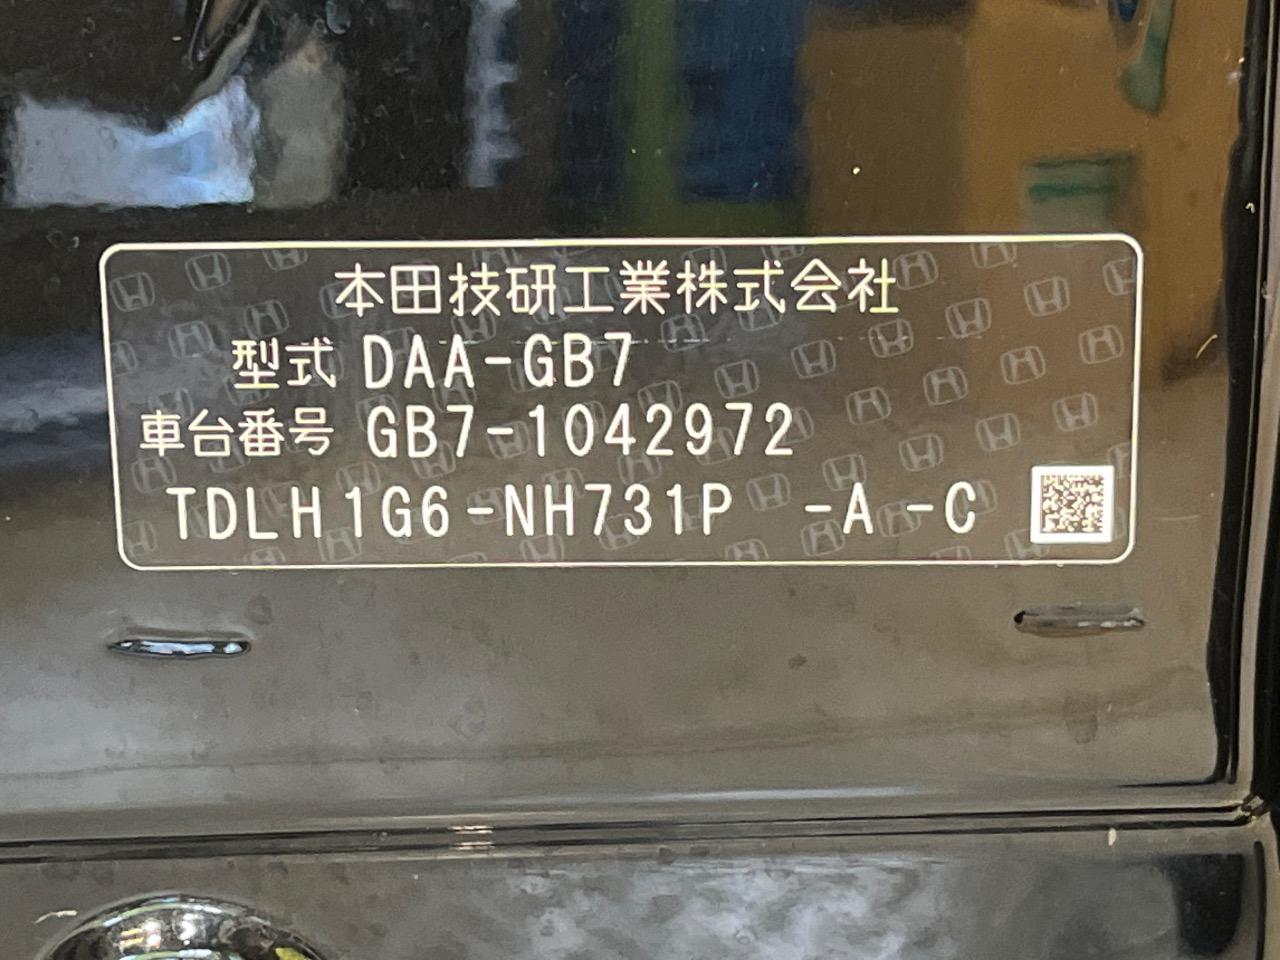 本田技研工業株式会社
型式 DAA-GB7
車台番号 GB7-1042972
TDLH1G6-NH731P -A-C